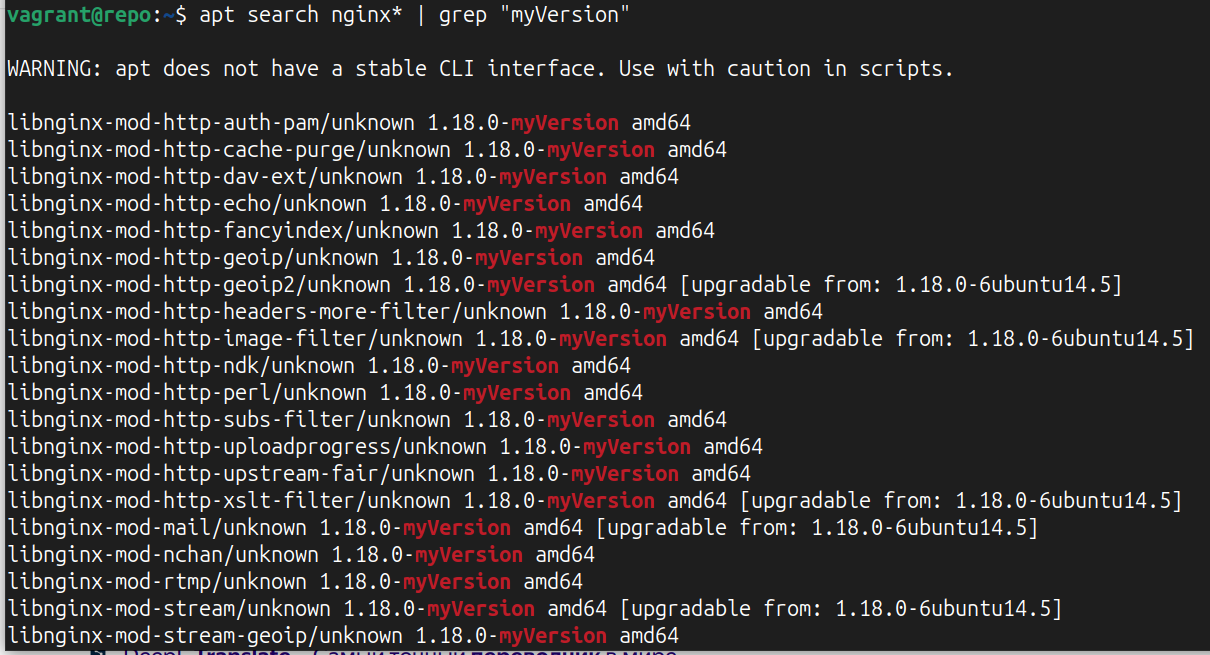 vagrant@repo:~$ apt search nginx* | grep "myVersion"
WARNING: apt does not have a stable CLI interface. Use with caution in scripts.
libnginx-mod-http-auth-pam/unknown 1.18.0-myVersion amd64
libnginx-mod-http-cache-purge/unknown 1.18.0-myVersion amd64
libnginx-mod-http-dav-ext/unknown 1.18.0-myVersion amd64
libnginx-mod-http-echo/unknown 1.18.0-myVersion amd64
libnginx-mod-http-fancyindex/unknown 1.18.0-myVersion amd64
libnginx-mod-http-geoip/unknown 1.18.0-myVersion amd64
libnginx-mod-http-geoip2/unknown 1.18.0-myVersion amd64 [upgradable from: 1.18.0-6ubuntu14.5]
libnginx-mod-http-headers-more-filter/unknown 1.18.0-myVersion amd64
libnginx-mod-http-image-filter/unknown 1.18.0-myVersion amd64 [upgradable from: 1.18.0-6ubuntu14.5]
libnginx-mod-http-ndk/unknown 1.18.0-myVersion amd64
libnginx-mod-http-perl/unknown 1.18.0-myVersion amd64
libnginx-mod-http-subs-filter/unknown 1.18.0-myVersion amd64
libnginx-mod-http-uploadprogress/unknown 1.18.0-myVersion amd64
libnginx-mod-http-upstream-fair/unknown 1.18.0-myVersion amd64
libnginx-mod-http-xslt-filter/unknown 1.18.0-myVersion amd64 [upgradable from: 1.18.0-6ubuntu14.5]
libnginx-mod-mail/unknown 1.18.0-myVersion amd64 [upgradable from: 1.18.0-6ubuntu14.5]
libnginx-mod-nchan/unknown 1.18.0-myVersion amd64
libnginx-mod-rtmp/unknown 1.18.0-myVersion amd64
libnginx-mod-stream/unknown 1.18.0-myVersion amd64 [upgradable from: 1.18.0-6ubuntu14.5]
libnginx-mod-stream-geoip/unknown 1.18.0-myVersion amd64